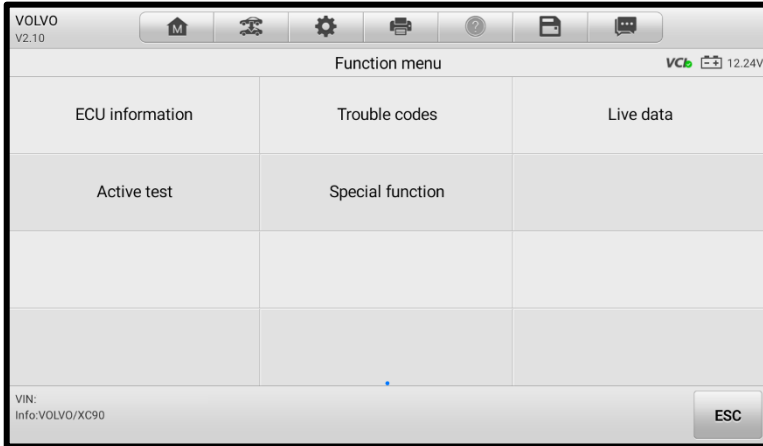 VOLVO
V2.10
M
?
Function menu
VCI 12.24V
ECU information Trouble codes Live data
Active test Special function
VIN:
Info:VOLVO/XC90
ESC